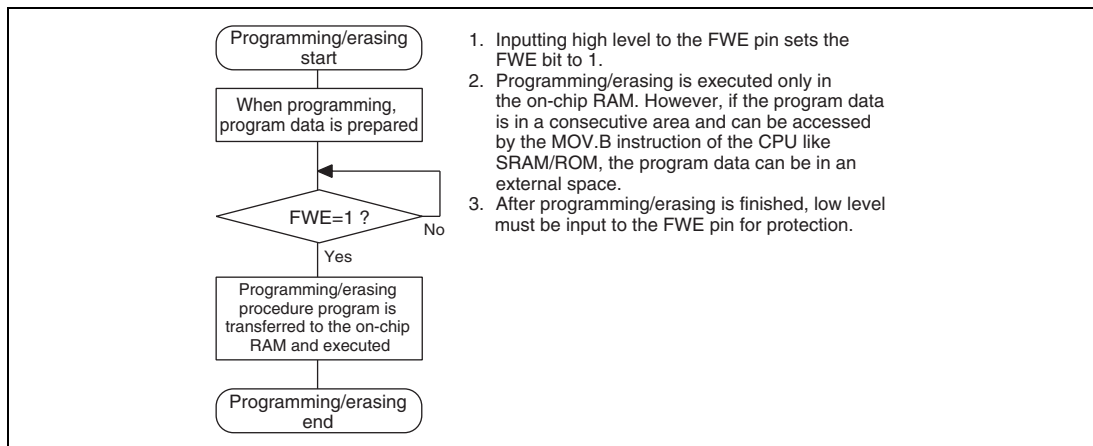 Programming/erasing
start
When programming,
program data is prepared
FWE=1 ?
No
Yes
Programming/erasing
procedure program is
transferred to the on-chip
RAM and executed
Programming/erasing
end
1. Inputting high level to the FWE pin sets the
FWE bit to 1.
2. Programming/erasing is executed only in
the on-chip RAM. However, if the program data
is in a consecutive area and can be accessed
by the MOV.B instruction of the CPU like
SRAM/ROM, the program data can be in an
external space.
3. After programming/erasing is finished, low level
must be input to the FWE pin for protection.